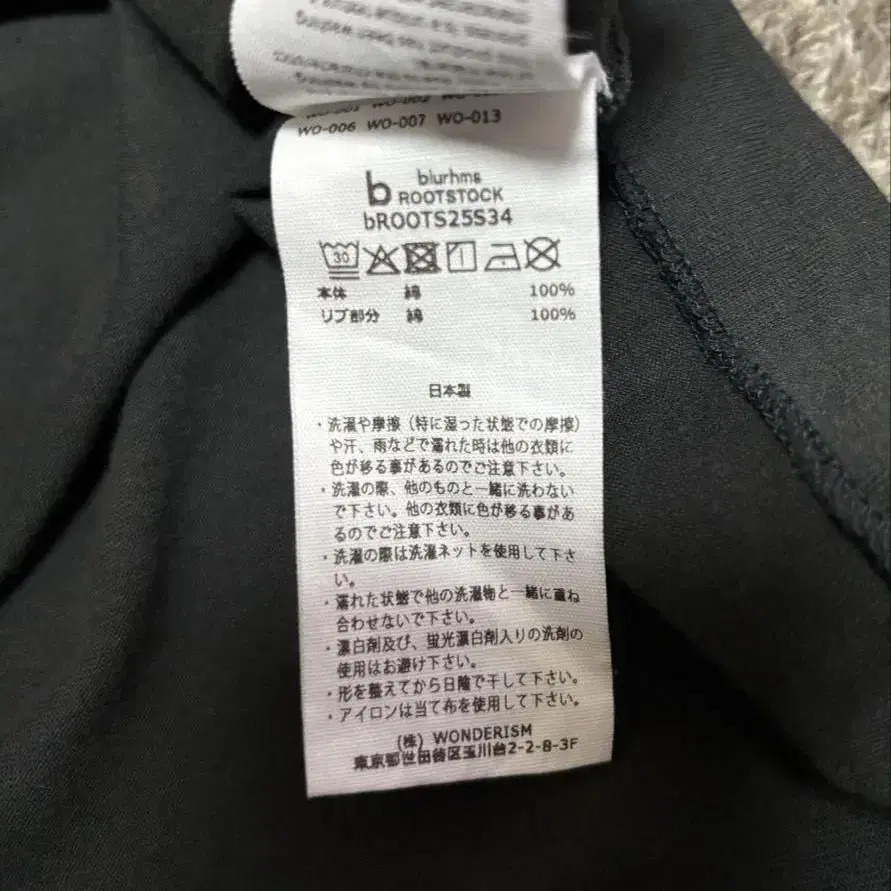 WO-006 WO-007 WO-013
b blurhms
ROOTSTOCK
bROOTS25S34
30
本体 綿 100%
リブ部分 綿 100%
日本製
・洗濯や摩擦(特に湿った状態での摩擦)
や汗、雨などで濡れた時は他の衣類に
色が移る事があるのでご注意下さい。
・洗濯の際、他のものと一緒に洗わない
で下さい。他の衣類に色が移る事があ
るのでご注意下さい。
・洗濯の際は洗濯ネットを使用して下さ
い。
・濡れた状態で他の洗濯物と一緒に重ね
合わせないで下さい。
・漂白剤及び、蛍光漂白剤入りの洗剤の
使用はお避け下さい。
・形を整えてから日陰で干して下さい。
・アイロンは当て布を使用して下さい。
(株) WONDERISM
東京都世田谷区玉川台2-2-8-3F